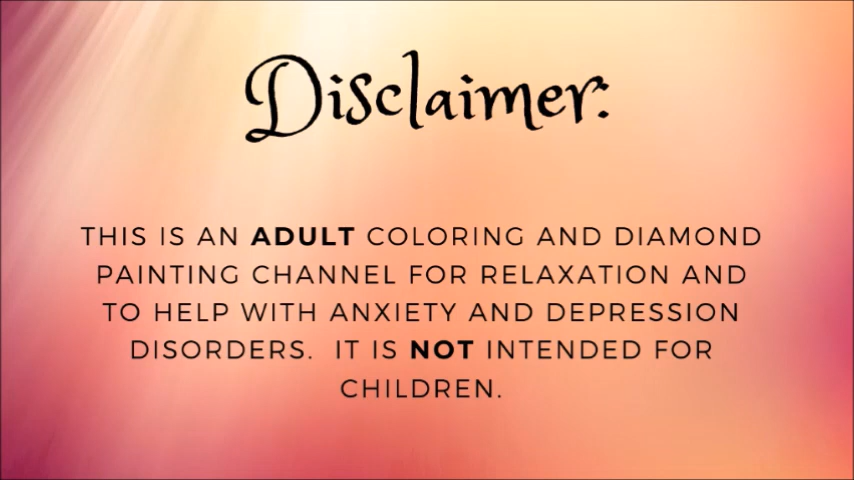 Disclaimer:
THIS IS AN ADULT COLORING AND DIAMOND
PAINTING CHANNEL FOR RELAXATION AND
TO HELP WITH ANXIETY AND DEPRESSION
DISORDERS.  IT IS NOT INTENDED FOR
CHILDREN.